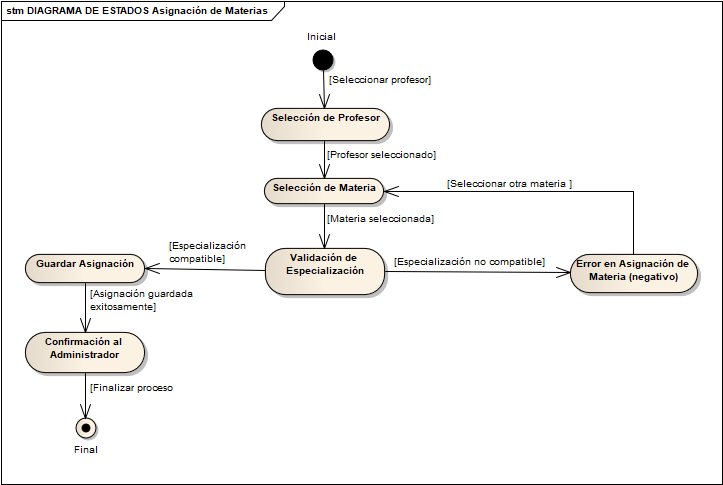 stm DIAGRAMA DE ESTADOS Asignación de Materias
Inicial
[Seleccionar profesor]
Selección de Profesor
[Profesor seleccionado]
Selección de Materia
[Seleccionar otra materia ]
[Materia seleccionada]
[Especialización
compatible]
Validación de
Especialización
[Especialización no compatible]
Guardar Asignación
Error en Asignación de
Materia (negativo)
[Asignación guardada
exitosamente]
Confirmación al
Administrador
[Finalizar proceso
Final